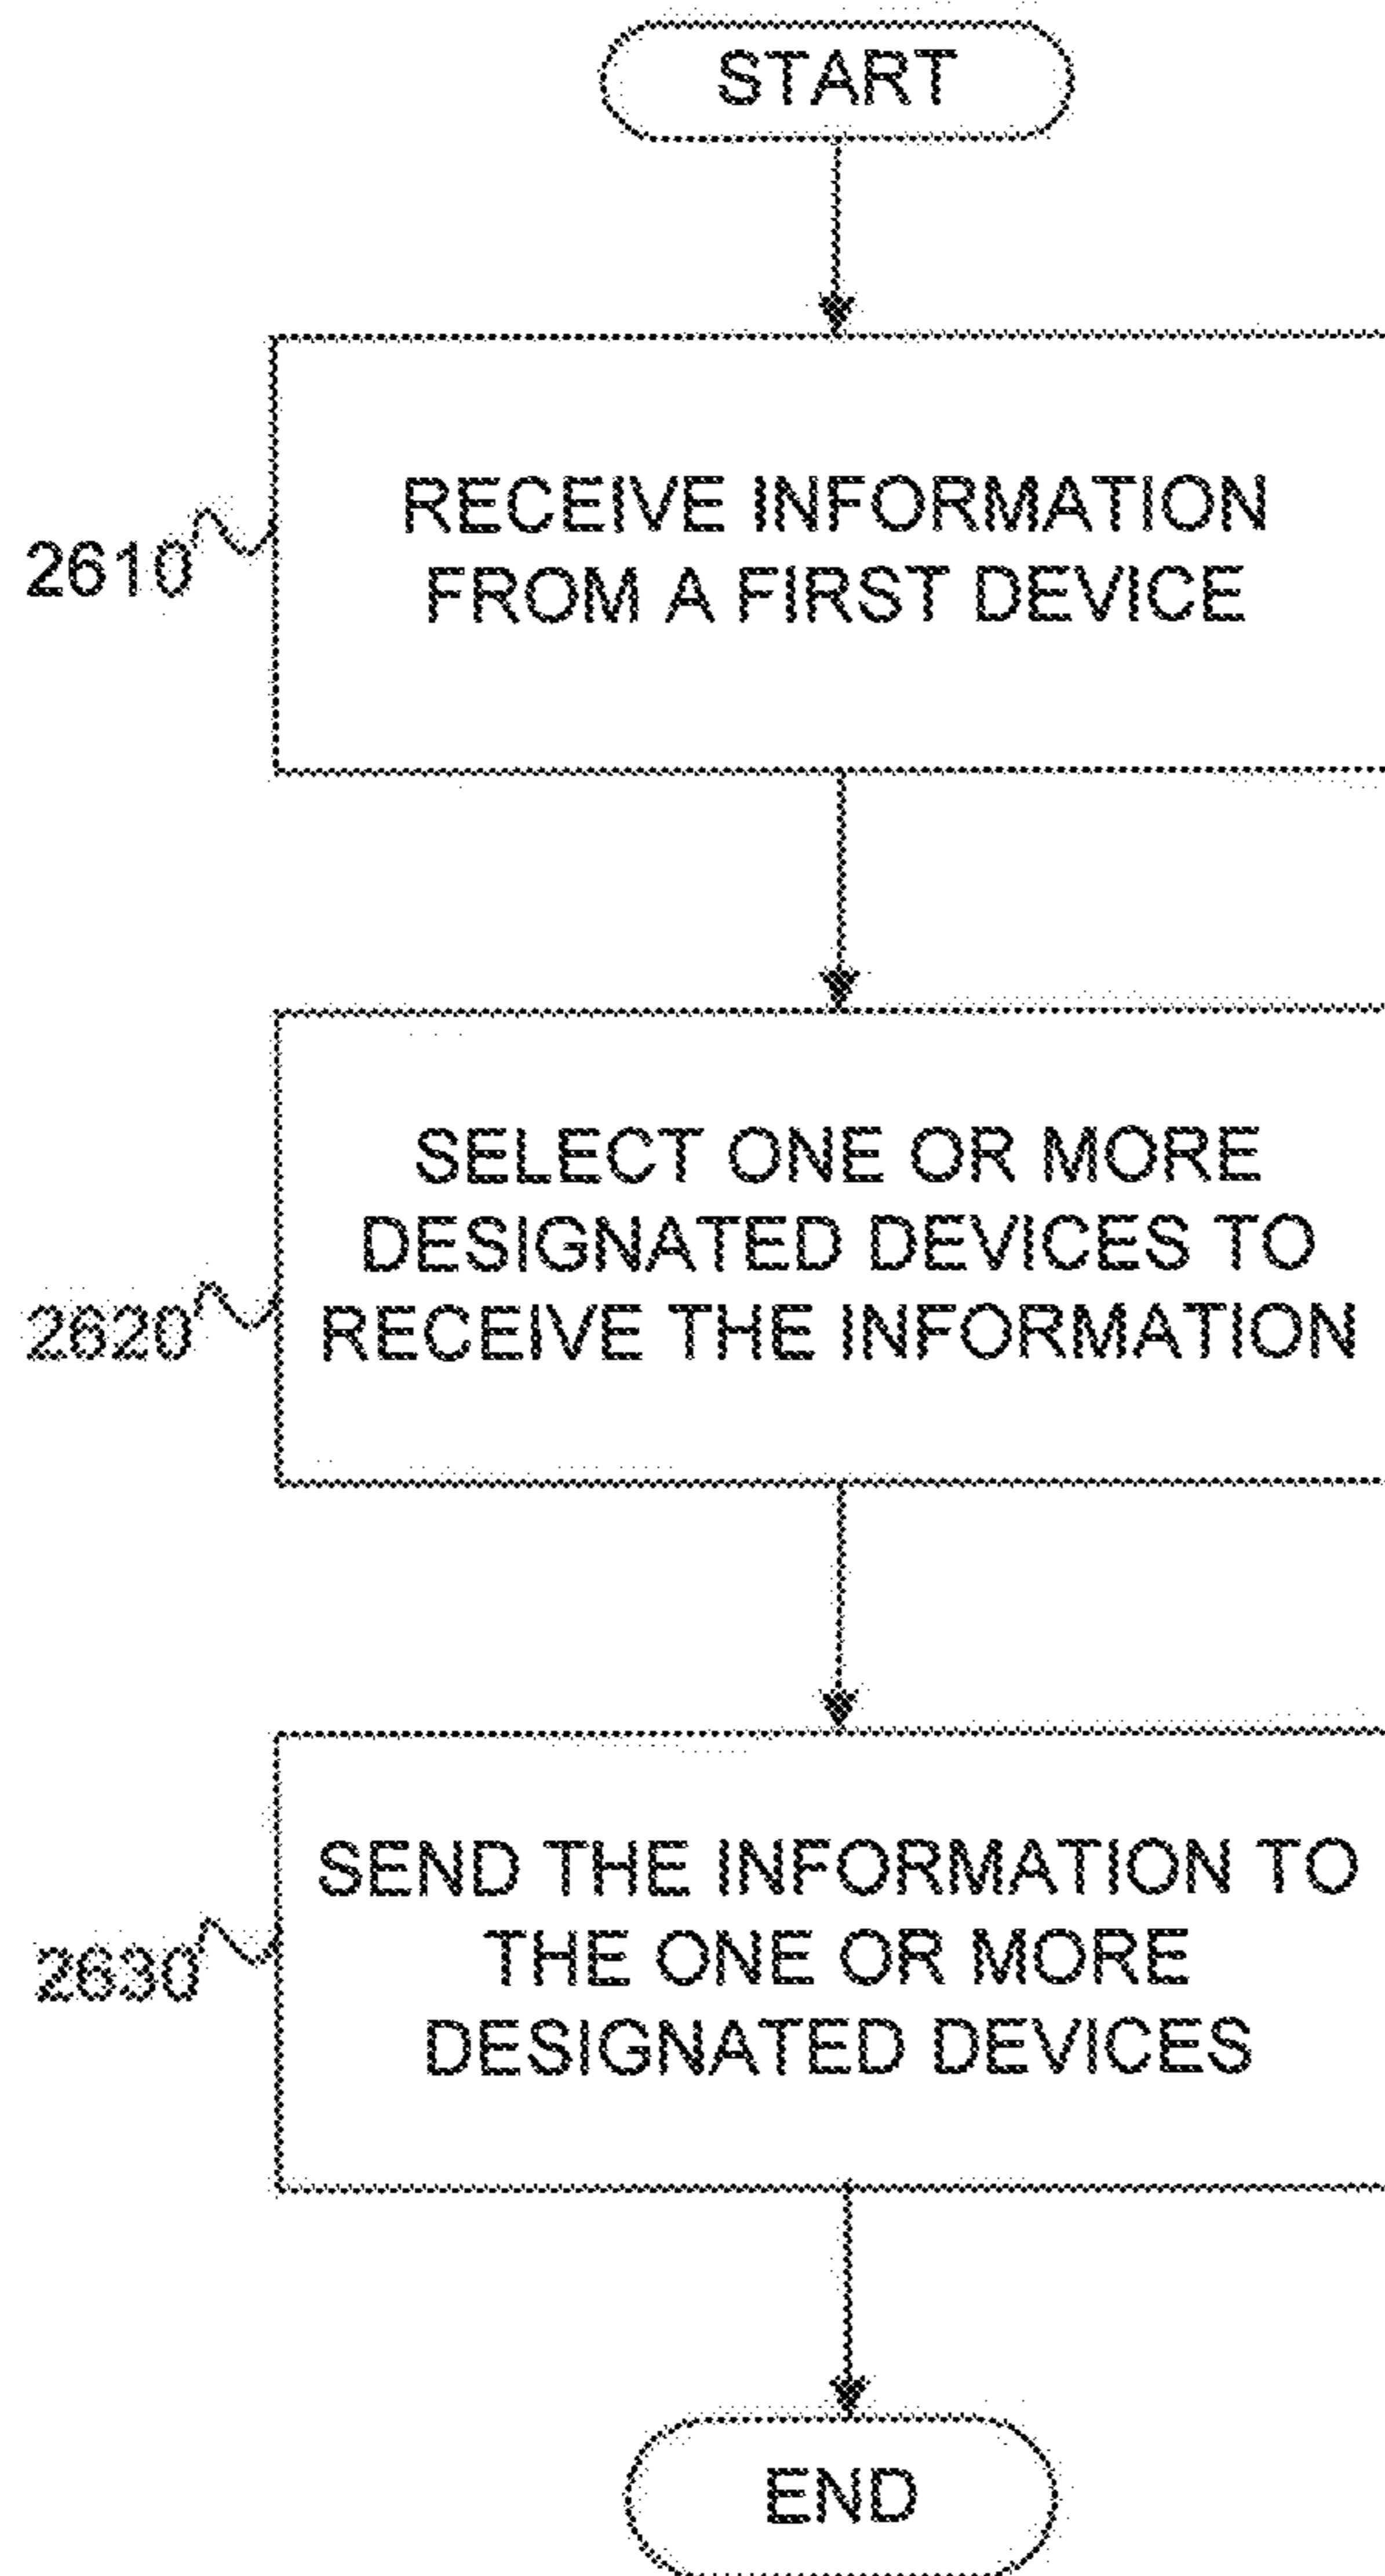 START
RECEIVE INFORMATION
FROM A FIRST DEVICE
2610
SELECT ONE OR MORE
DESIGNATED DEVICES TO
RECEIVE THE INFORMATION
2620
SEND THE INFORMATION TO
THE ONE OR MORE
DESIGNATED DEVICES
2630
END